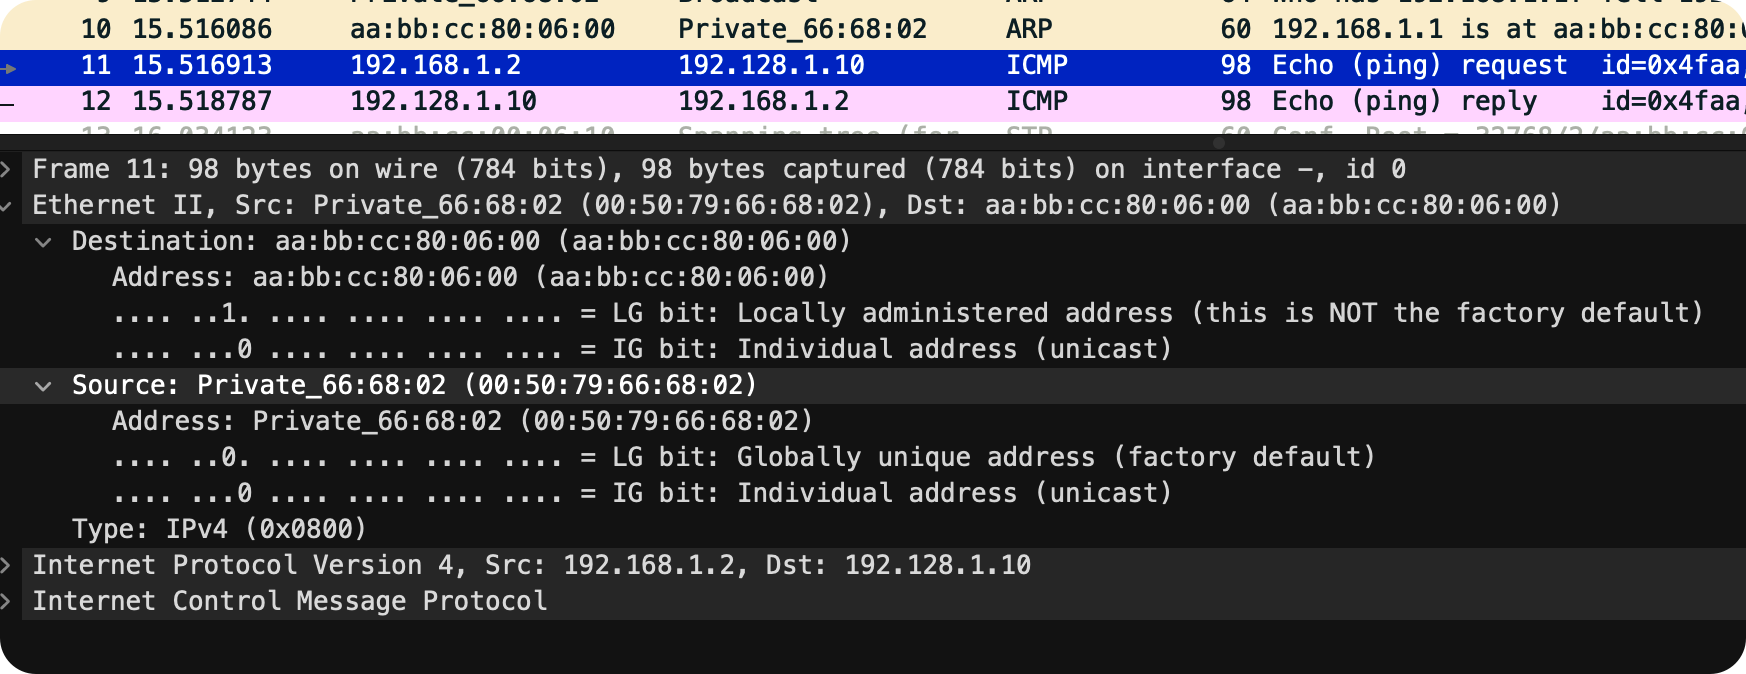 10 15.516086 aa:bb:cc:80:06:00 Private_66:68:02 ARP 60 192.168.1.1 is at aa:bb:cc:80:
11 15.516913 192.168.1.2 192.128.1.10 ICMP 98 Echo (ping) request id=0x4faa,
12 15.518787 192.128.1.10 192.168.1.2 ICMP 98 Echo (ping) reply id=0x4faa,
Frame 11: 98 bytes on wire (784 bits), 98 bytes captured (784 bits) on interface -, id 0
Ethernet II, Src: Private_66:68:02 (00:50:79:66:68:02), Dst: aa:bb:cc:80:06:00 (aa:bb:cc:80:06:00)
Destination: aa:bb:cc:80:06:00 (aa:bb:cc:80:06:00)
Address: aa:bb:cc:80:06:00 (aa:bb:cc:80:06:00)
.... ..1. .... .... .... .... = LG bit: Locally administered address (this is NOT the factory default)
.... ...0 .... .... .... .... = IG bit: Individual address (unicast)
Source: Private_66:68:02 (00:50:79:66:68:02)
Address: Private_66:68:02 (00:50:79:66:68:02)
.... ..0. .... .... .... .... = LG bit: Globally unique address (factory default)
.... ...0 .... .... .... .... = IG bit: Individual address (unicast)
Type: IPv4 (0x0800)
Internet Protocol Version 4, Src: 192.168.1.2, Dst: 192.128.1.10
Internet Control Message Protocol